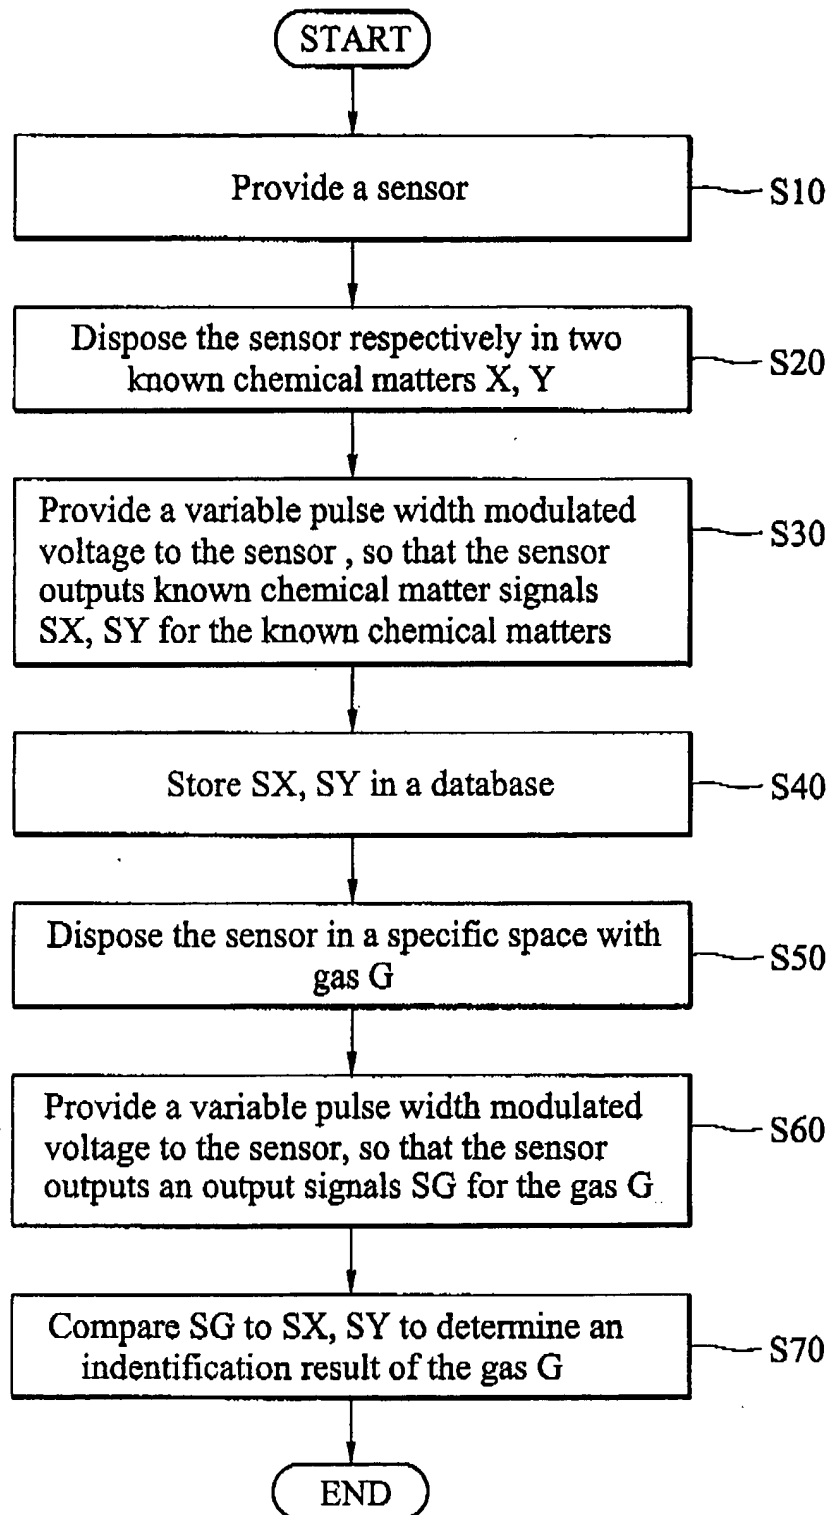 START
Provide a sensor
S10
Dispose the sensor respectively in two
known chemical matters X, Y
S20
Provide a variable pulse width modulated
voltage to the sensor , so that the sensor
outputs known chemical matter signals
SX, SY for the known chemical matters
S30
Store SX, SY in a database
S40
Dispose the sensor in a specific space with
gas G
S50
Provide a variable pulse width modulated
voltage to the sensor, so that the sensor
outputs an output signals SG for the gas G
S60
Compare SG to SX, SY to determine an
indentification result of the gas G
S70
END